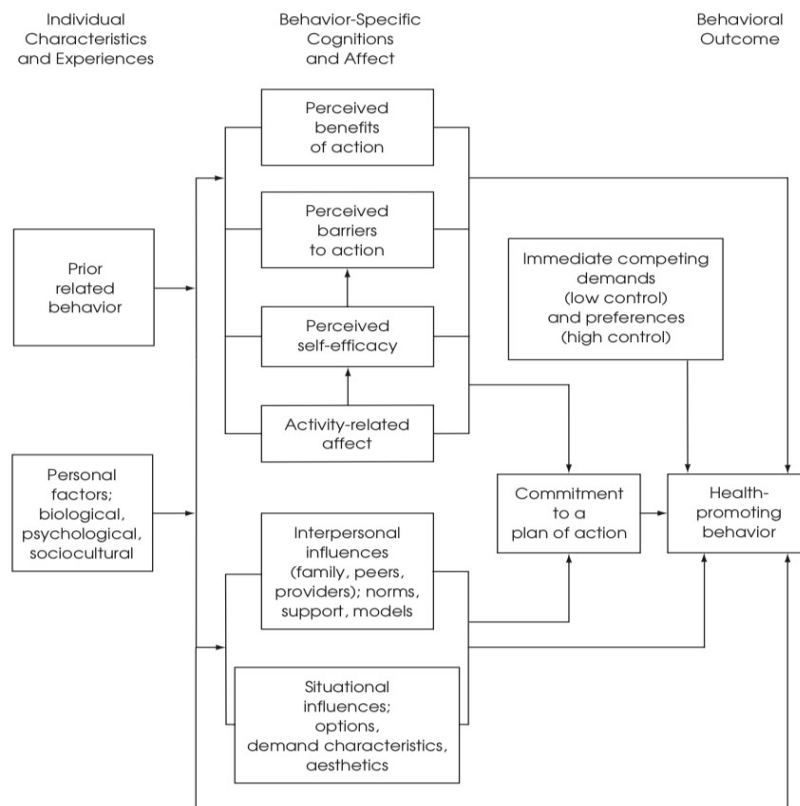 Individual
Characteristics
and Experiences
Behavior-Specific
Cognitions
and Affect
Behavioral
Outcome
Perceived
benefits
of action
Perceived
barriers
to action
Prior
related
behavior
Immediate competing
demands
(low control)
and preferences
(high control)
Perceived
self-efficacy
Activity-related
affect
Personal
factors;
biological,
psychological,
sociocultural
Commitment
to a
plan of action
Health-
promoting
behavior
Interpersonal
influences
(family, peers,
providers); norms,
support, models
Situational
influences;
options,
demand characteristics,
aesthetics